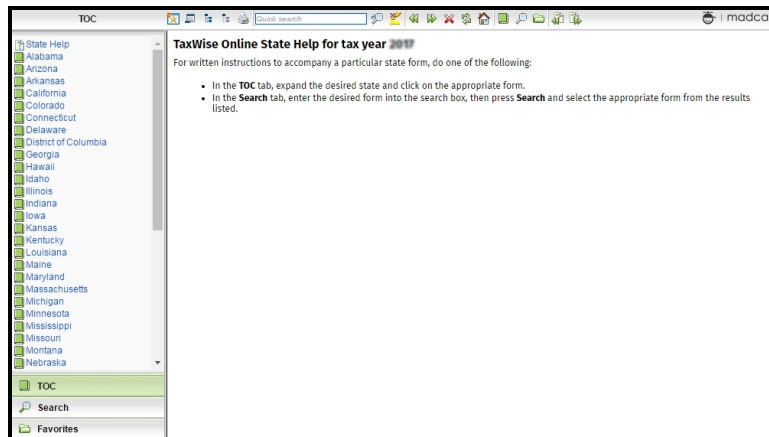 TOC
Quick search
madca
State Help
Alabama
Arizona
Arkansas
California
Colorado
Connecticut
Delaware
District of Columbia
Georgia
Hawaii
Idaho
Illinois
Indiana
Iowa
Kansas
Kentucky
Louisiana
Maine
Maryland
Massachusetts
Michigan
Minnesota
Mississippi
Missouri
Montana
Nebraska
TOC
Search
Favorites
TaxWise Online State Help for tax year 2017
For written instructions to accompany a particular state form, do one of the following:
• In the TOC tab, expand the desired state and click on the appropriate form.
• In the Search tab, enter the desired form into the search box, then press Search and select the appropriate form from the results
listed.